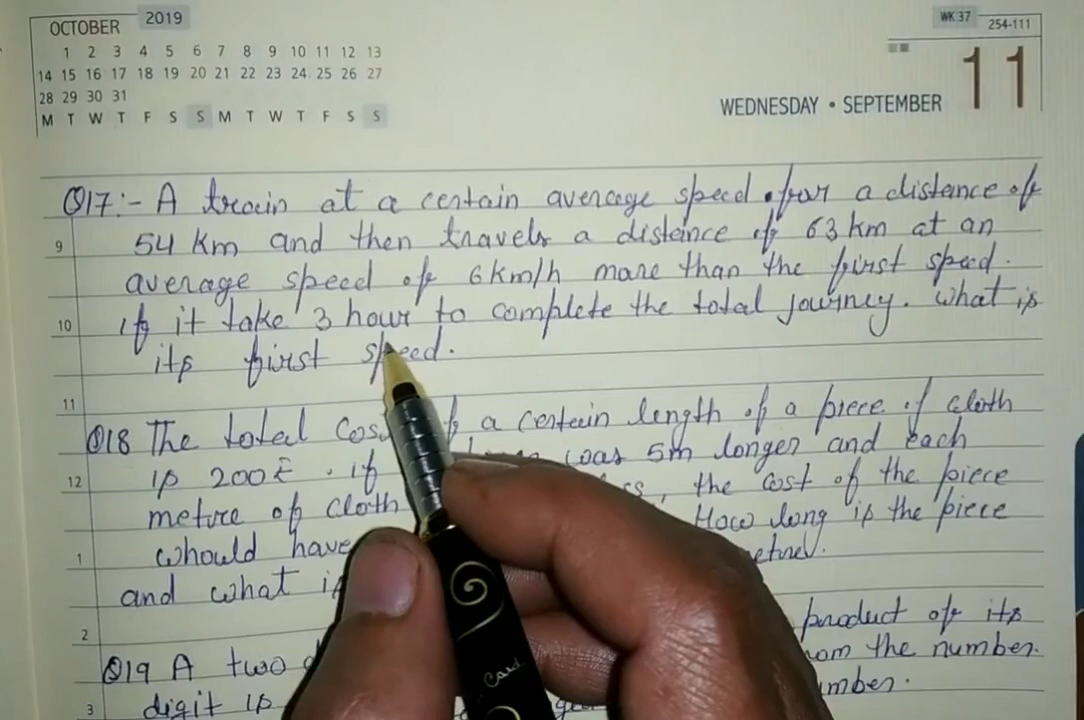 OCTOBER 2019
1 2 3 4 5 6 7 8 9 10 11 12 13
14 15 16 17 18 19 20 21 22 23 24 25 26 27
28 29 30 31
M T W T F S S M T W T F S S
WK 37
254-111
WEDNESDAY • SEPTEMBER 11
Q17:- A train at a certain average speed for a distance of
9 54 km and then travels a distance of 63 km at an
average speed of 6 km/h more than the first speed.
10 if it take 3 hour to complete the total journey. What is
its first speed.
11
Q18 The total of a certain length of a piece of cloth
12 is 200₹. if was 5m longer and each
metre of cloth the cost of the piece
1 whould have How long is the piece
and what is
2 product of its
Q19 A two from the number.
3 digit is